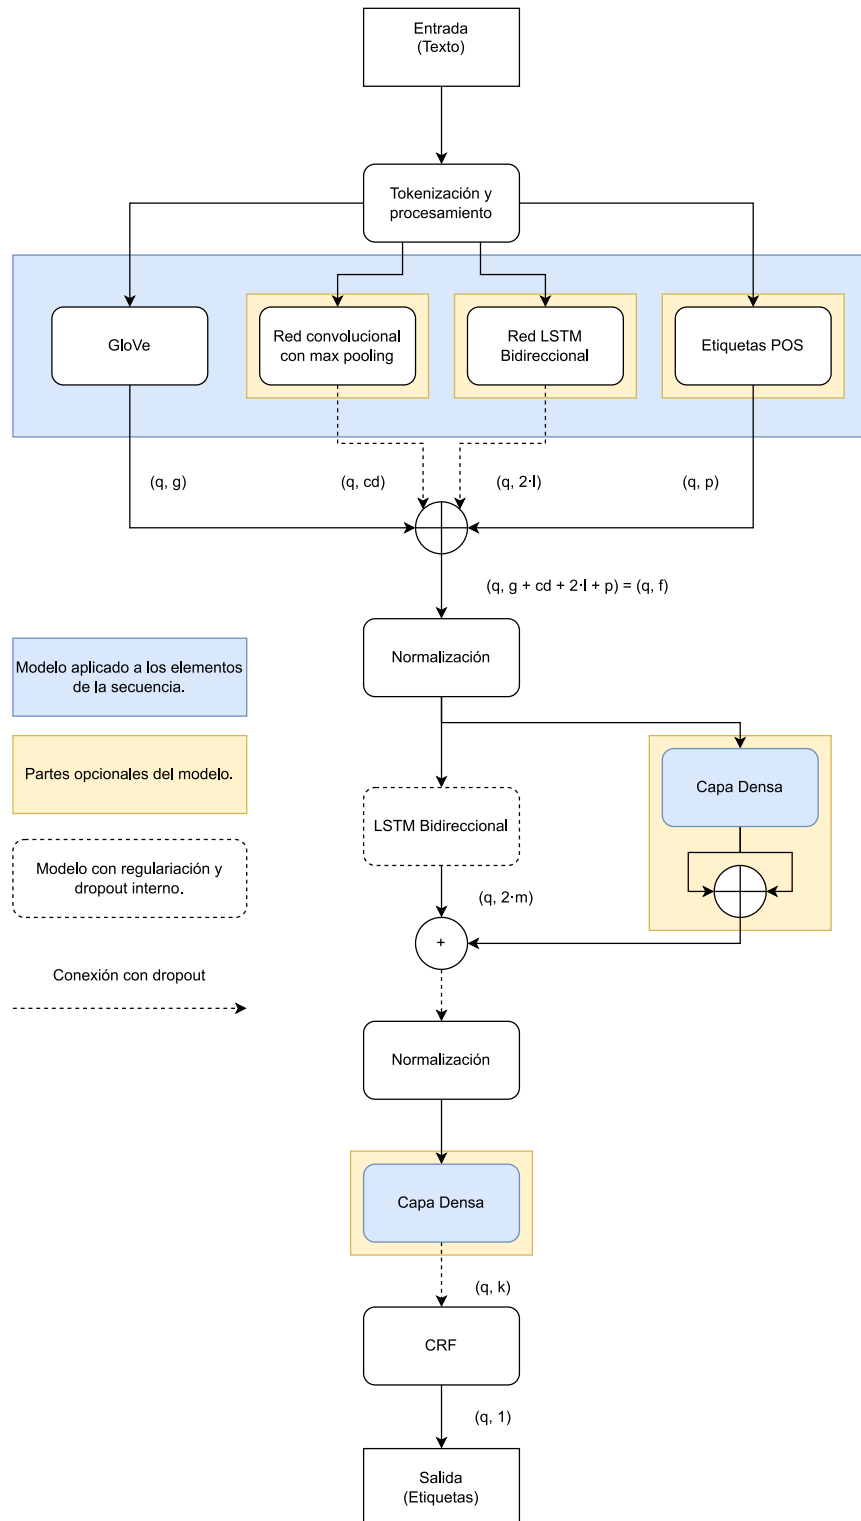 Entrada
(Texto)
Tokenización y
procesamiento
GloVe
Red convolucional
con max pooling
Red LSTM
Bidireccional
Etiquetas POS
(q, g)
(q, cd)
(q, 2·l)
(q, p)
(q, g + cd + 2·l + p) = (q, f)
Normalización
Modelo aplicado a los elementos
de la secuencia.
Partes opcionales del modelo.
Capa Densa
LSTM Bidireccional
Modelo con regulariación y
dropout interno.
(q, 2·m)
+
Conexión con dropout
Normalización
Capa Densa
(q, k)
CRF
(q, 1)
Salida
(Etiquetas)